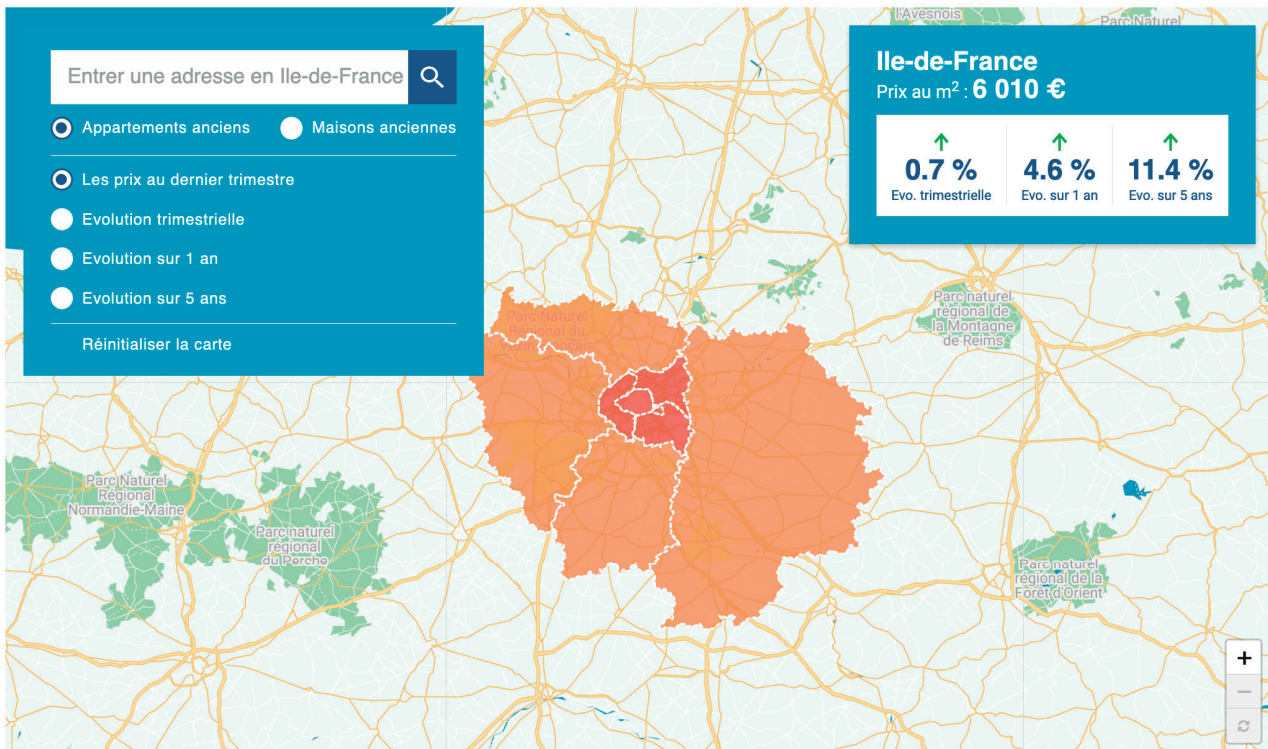 l'Avesnois
Parc Naturel
Entrer une adresse en Ile-de-France
Appartements anciens
Maisons anciennes
Les prix au dernier trimestre
Evolution trimestrielle
Evolution sur 1 an
Evolution sur 5 ans
Réinitialiser la carte
Ile-de-France
Prix au m² : 6 010 €
0.7 %
Evo. trimestrielle
4.6 %
Evo. sur 1 an
11.4 %
Evo. sur 5 ans
Parc naturel
régional de
la Montagne
de Reims
Parc Naturel
Régional du
Parc Naturel
Régional
Normandie-Maine
Parc naturel
régional
du Perche
Parc naturel
régional de la
Forêt d'Orient
+
−